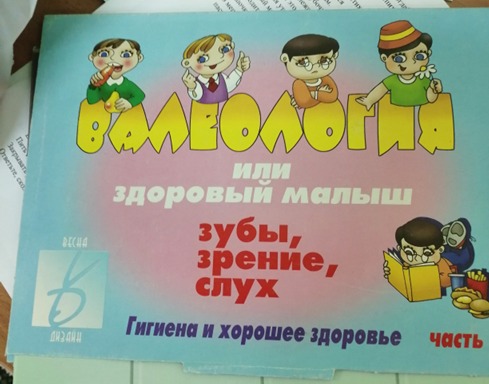 ВАЛЕОЛОГИЯ
или
здоровый малыш
зубы,
зрение,
слух
ВЕСНА
ДИЗАЙН
Гигиена и хорошее здоровье
часть